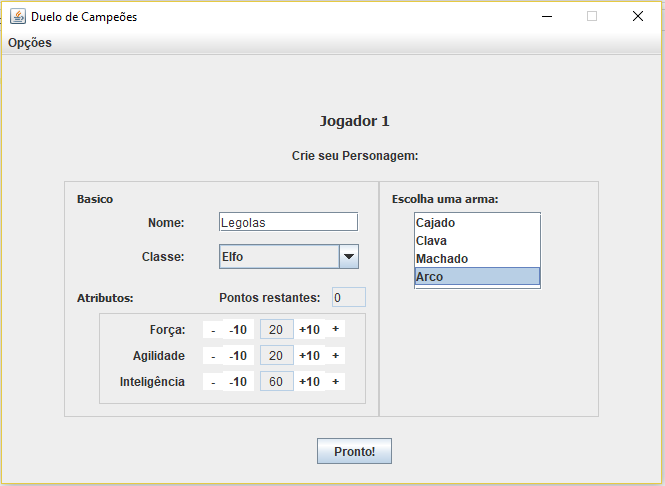 Duelo de Campeões
Opções
Jogador 1
Crie seu Personagem:
Basico
Nome: Legolas
Classe: Elfo
Atributos: Pontos restantes: 0
Força: - -10 20 +10 +
Agilidade - -10 20 +10 +
Inteligência - -10 60 +10 +
Escolha uma arma:
Cajado
Clava
Machado
Arco
Pronto!